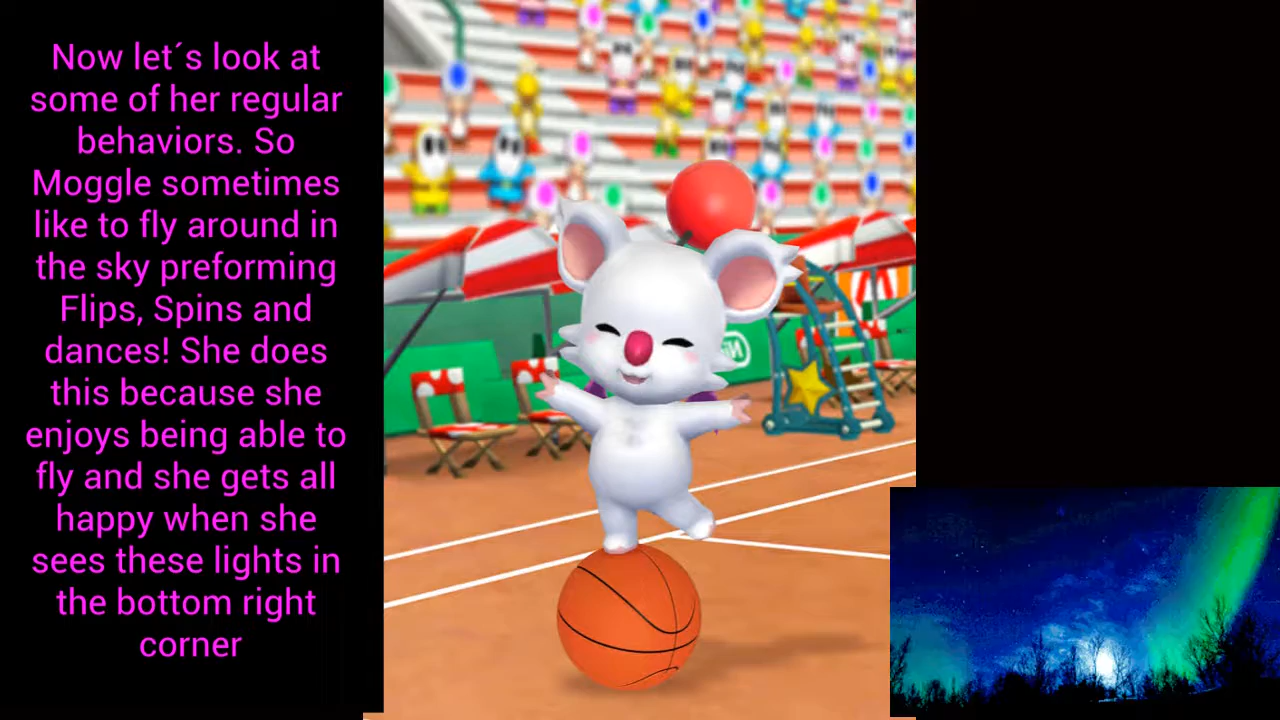 Now let´s look at
some of her regular
behaviors. So
Moggle sometimes
like to fly around in
the sky preforming
Flips, Spins and
dances! She does
this because she
enjoys being able to
fly and she gets all
happy when she
sees these lights in
the bottom right
corner